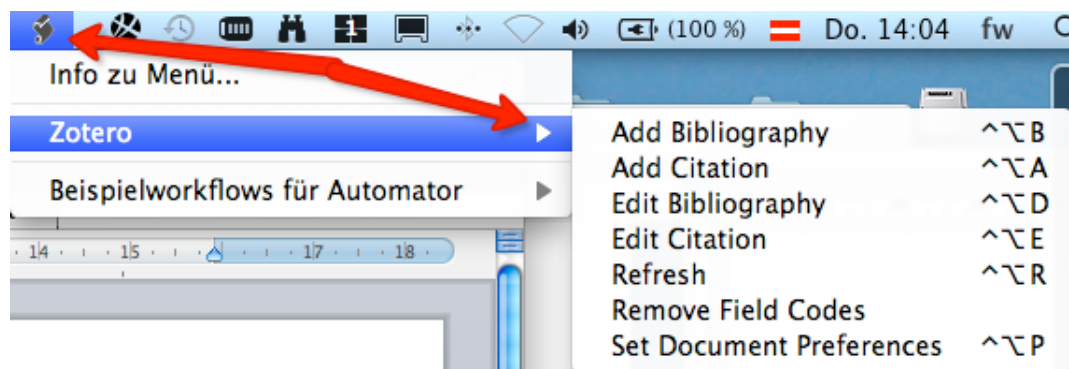 1 (100 %) Do. 14:04 fw
Info zu Menü...
Zotero
Beispielworkflows für Automator
Add Bibliography ^⌥B
Add Citation ^⌥A
Edit Bibliography ^⌥D
Edit Citation ^⌥E
Refresh ^⌥R
Remove Field Codes
Set Document Preferences ^⌥P
14 15 17 18